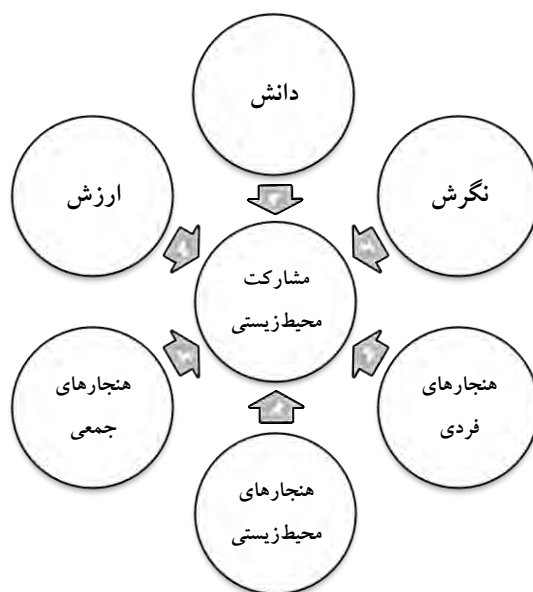 دانش
نگرش
ارزش
مشارکت
محیط‌زیستی
هنجارهای
فردی
هنجارهای
جمعی
هنجارهای
محیط‌زیستی